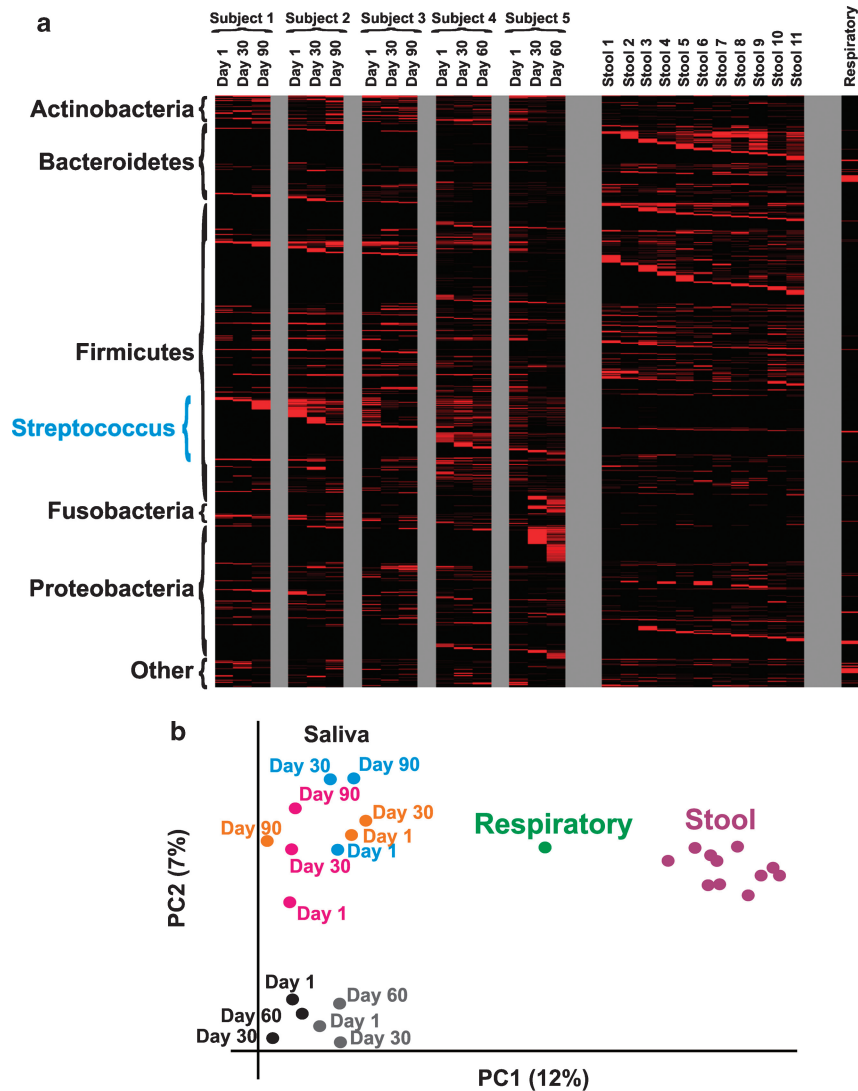 a
Subject 1 Subject 2 Subject 3 Subject 4 Subject 5
Day 1 Day 30 Day 90 Day 1 Day 30 Day 90 Day 1 Day 30 Day 90 Day 1 Day 30 Day 60 Day 1 Day 30 Day 60 Stool 1 Stool 2 Stool 3 Stool 4 Stool 5 Stool 6 Stool 7 Stool 8 Stool 9 Stool 10 Stool 11 Respiratory
Actinobacteria
Bacteroidetes
Firmicutes
Streptococcus
Fusobacteria
Proteobacteria
Other
b
Saliva
Day 30 Day 90
Day 90
Day 30
Day 90
Day 1
Day 1
Day 30
Day 1
Respiratory
Stool
Day 1
Day 60
Day 60
Day 1
Day 30
Day 30
PC2 (7%)
PC1 (12%)